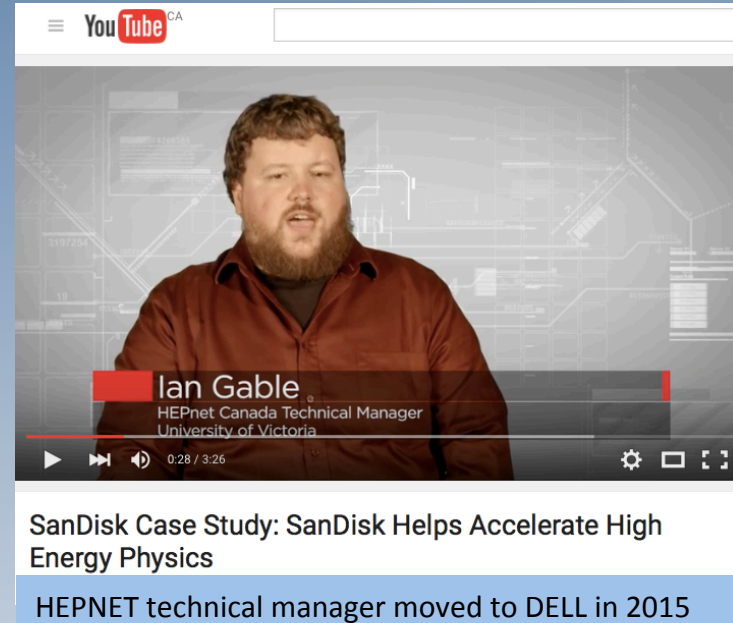 YouTube CA
Ian Gable
HEPnet Canada Technical Manager
University of Victoria
0:28 / 3:26
SanDisk Case Study: SanDisk Helps Accelerate High
Energy Physics
HEPNET technical manager moved to DELL in 2015